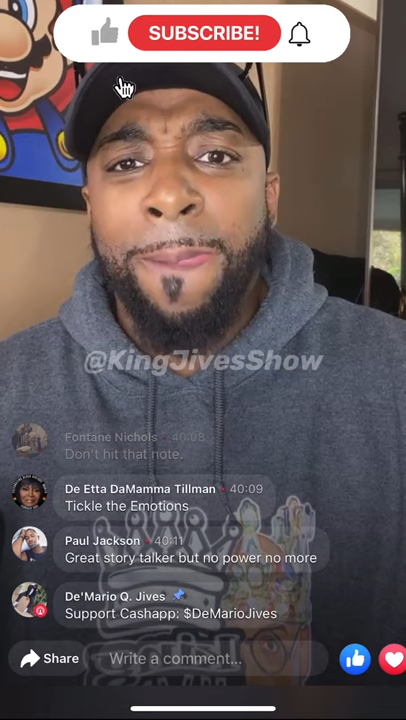 SUBSCRIBE!
@KingJivesShow
Fontane Nichols 40:08
Don't hit that note.
De Etta DaMamma Tillman 40:09
Tickle the Emotions
Paul Jackson 40:11
Great story talker but no power no more
De'Mario Q. Jives
Support Cashapp: $DeMarioJives
Share Write a comment...